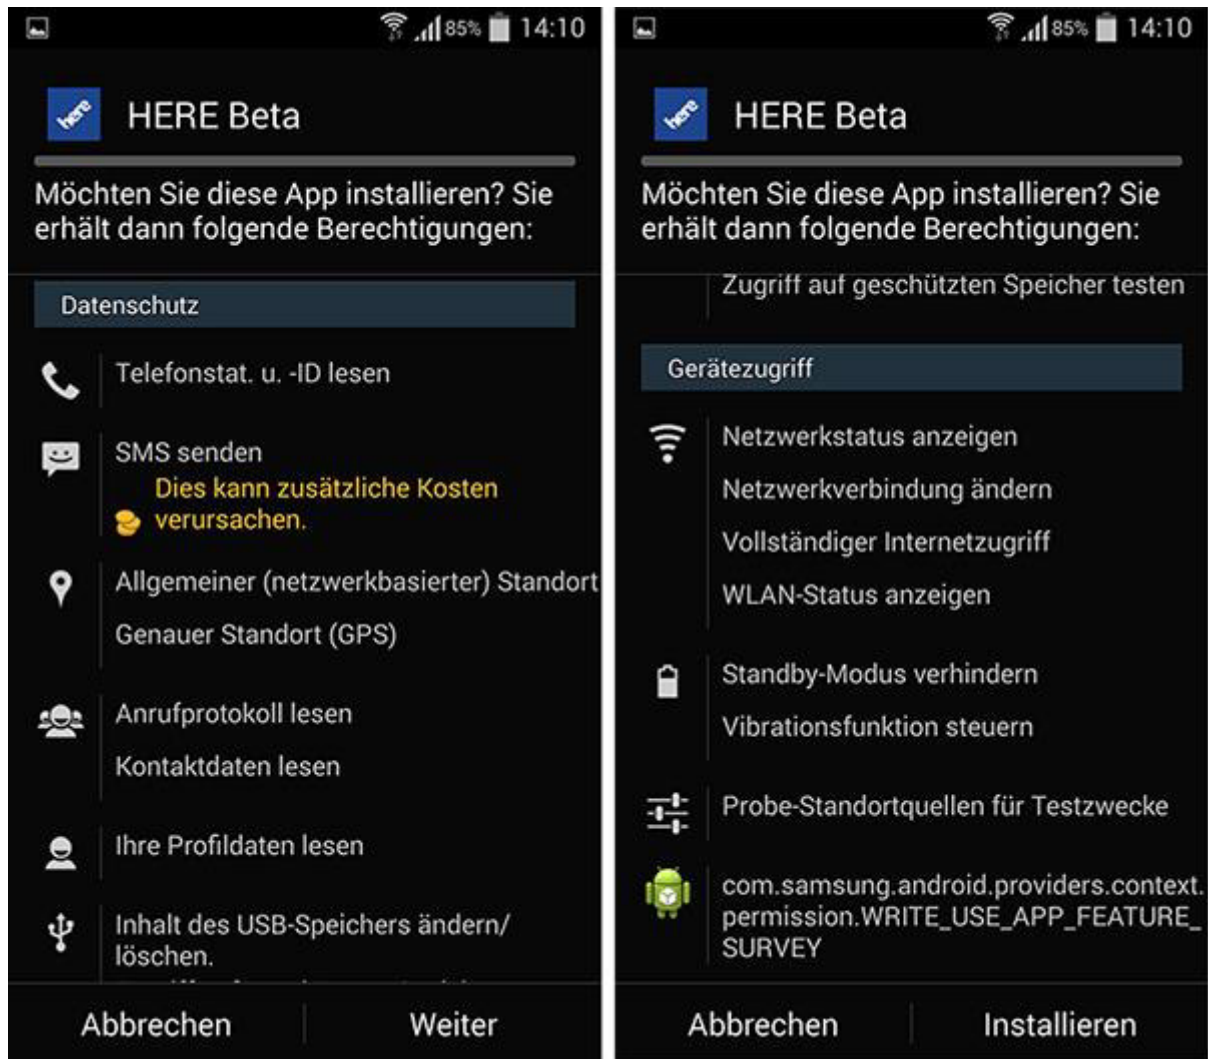 85% 14:10
here HERE Beta
Möchten Sie diese App installieren? Sie
erhält dann folgende Berechtigungen:
Datenschutz
Telefonstat. u. -ID lesen
SMS senden
Dies kann zusätzliche Kosten
verursachen.
Allgemeiner (netzwerkbasierter) Standort
Genauer Standort (GPS)
Anrufprotokoll lesen
Kontaktdaten lesen
Ihre Profildaten lesen
Inhalt des USB-Speichers ändern/
löschen.
Abbrechen Weiter
85% 14:10
here HERE Beta
Möchten Sie diese App installieren? Sie
erhält dann folgende Berechtigungen:
Zugriff auf geschützten Speicher testen
Gerätezugriff
Netzwerkstatus anzeigen
Netzwerkverbindung ändern
Vollständiger Internetzugriff
WLAN-Status anzeigen
Standby-Modus verhindern
Vibrationsfunktion steuern
Probe-Standortquellen für Testzwecke
com.samsung.android.providers.context.
permission.WRITE_USE_APP_FEATURE_
SURVEY
Abbrechen Installieren